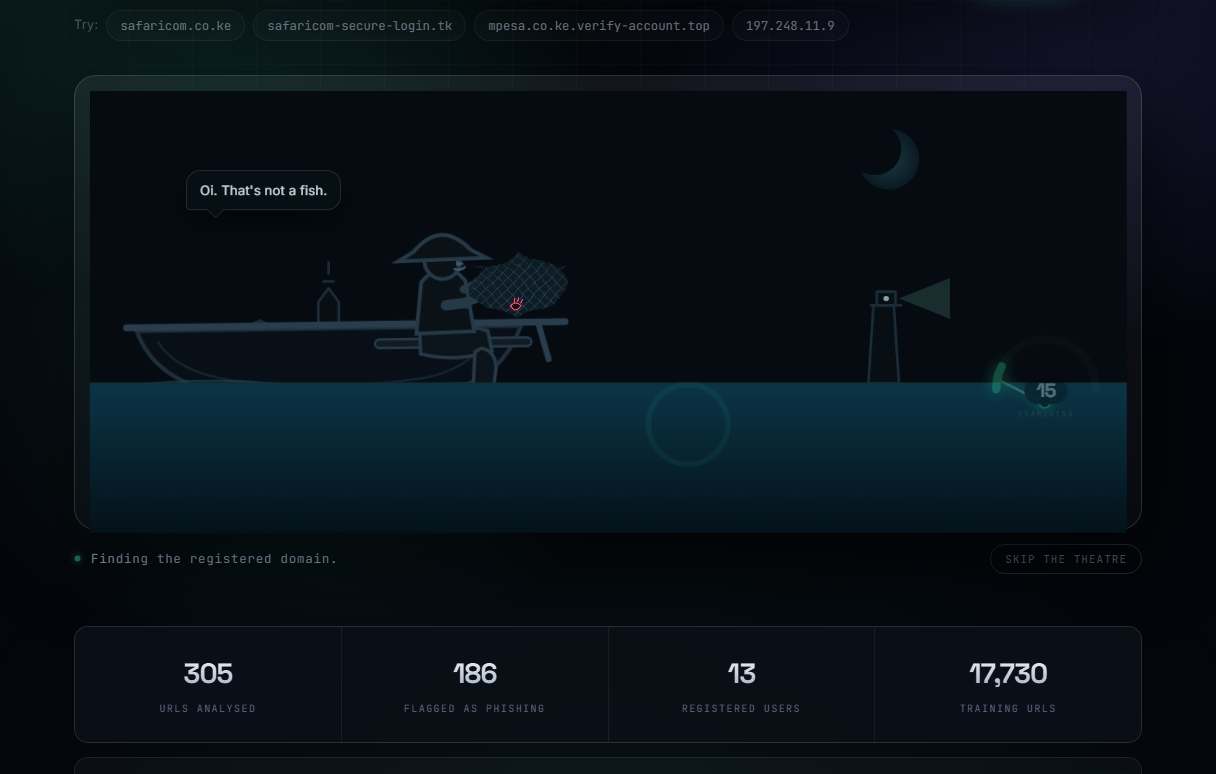 Try: safaricom.co.ke safaricom-secure-login.tk mpesa.co.ke.verify-account.top 197.248.11.9
Oi. That's not a fish.
15
EXAMINING
Finding the registered domain.
SKIP THE THEATRE
305 186 13 17,730
URLS ANALYSED FLAGGED AS PHISHING REGISTERED USERS TRAINING URLS